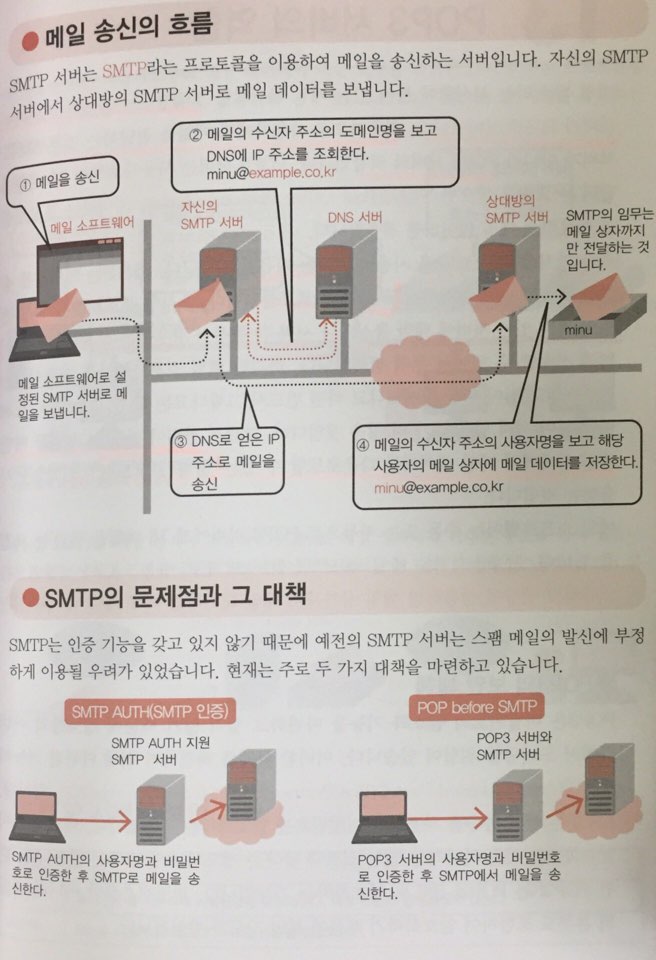 메일 송신의 흐름
SMTP 서버는 SMTP라는 프로토콜을 이용하여 메일을 송신하는 서버입니다. 자신의 SMTP
서버에서 상대방의 SMTP 서버로 메일 데이터를 보냅니다.
② 메일의 수신자 주소의 도메인명을 보고
DNS에 IP 주소를 조회한다.
minu@example.co.kr
① 메일을 송신
메일 소프트웨어
자신의
SMTP 서버
DNS 서버
상대방의
SMTP 서버
SMTP의 임무는
메일 상자까지
만 전달하는 것
입니다.
minu
메일 소프트웨어로 설
정된 SMTP 서버로 메
일을 보냅니다.
③ DNS로 얻은 IP
주소로 메일을
송신
④ 메일의 수신자 주소의 사용자명을 보고 해당
사용자의 메일 상자에 메일 데이터를 저장한다.
minu@example.co.kr
SMTP의 문제점과 그 대책
SMTP는 인증 기능을 갖고 있지 않기 때문에 예전의 SMTP 서버는 스팸 메일의 발신에 부정
하게 이용될 우려가 있었습니다. 현재는 주로 두 가지 대책을 마련하고 있습니다.
SMTP AUTH(SMTP 인증)
SMTP AUTH 지원
SMTP 서버
SMTP AUTH의 사용자명과 비밀번
호로 인증한 후 SMTP로 메일을 송
신한다.
POP before SMTP
POP3 서버와
SMTP 서버
POP3 서버의 사용자명과 비밀번호
로 인증한 후 SMTP에서 메일을 송
신한다.